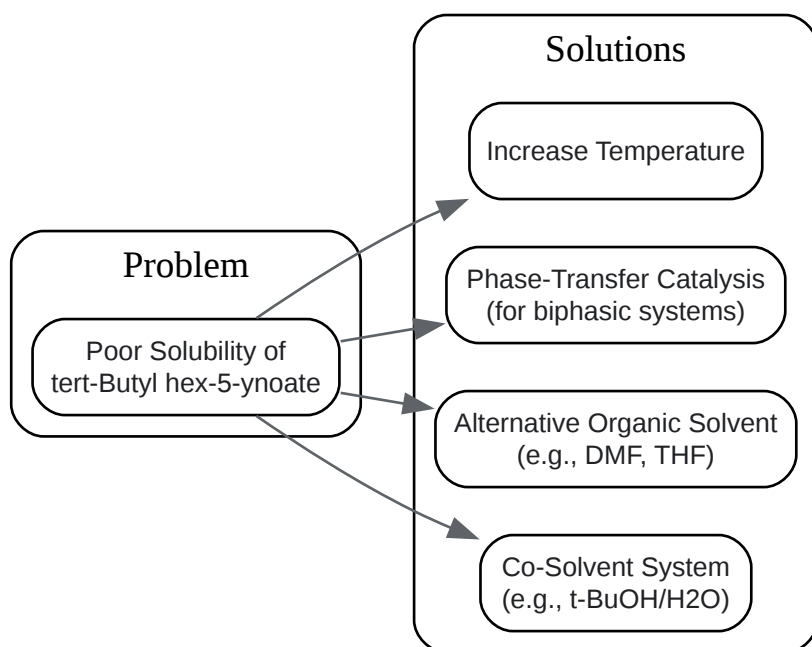 Problem
Poor Solubility of
tert-Butyl hex-5-ynoate
Solutions
Increase Temperature
Phase-Transfer Catalysis
(for biphasic systems)
Alternative Organic Solvent
(e.g., DMF, THF)
Co-Solvent System
(e.g., t-BuOH/H2O)